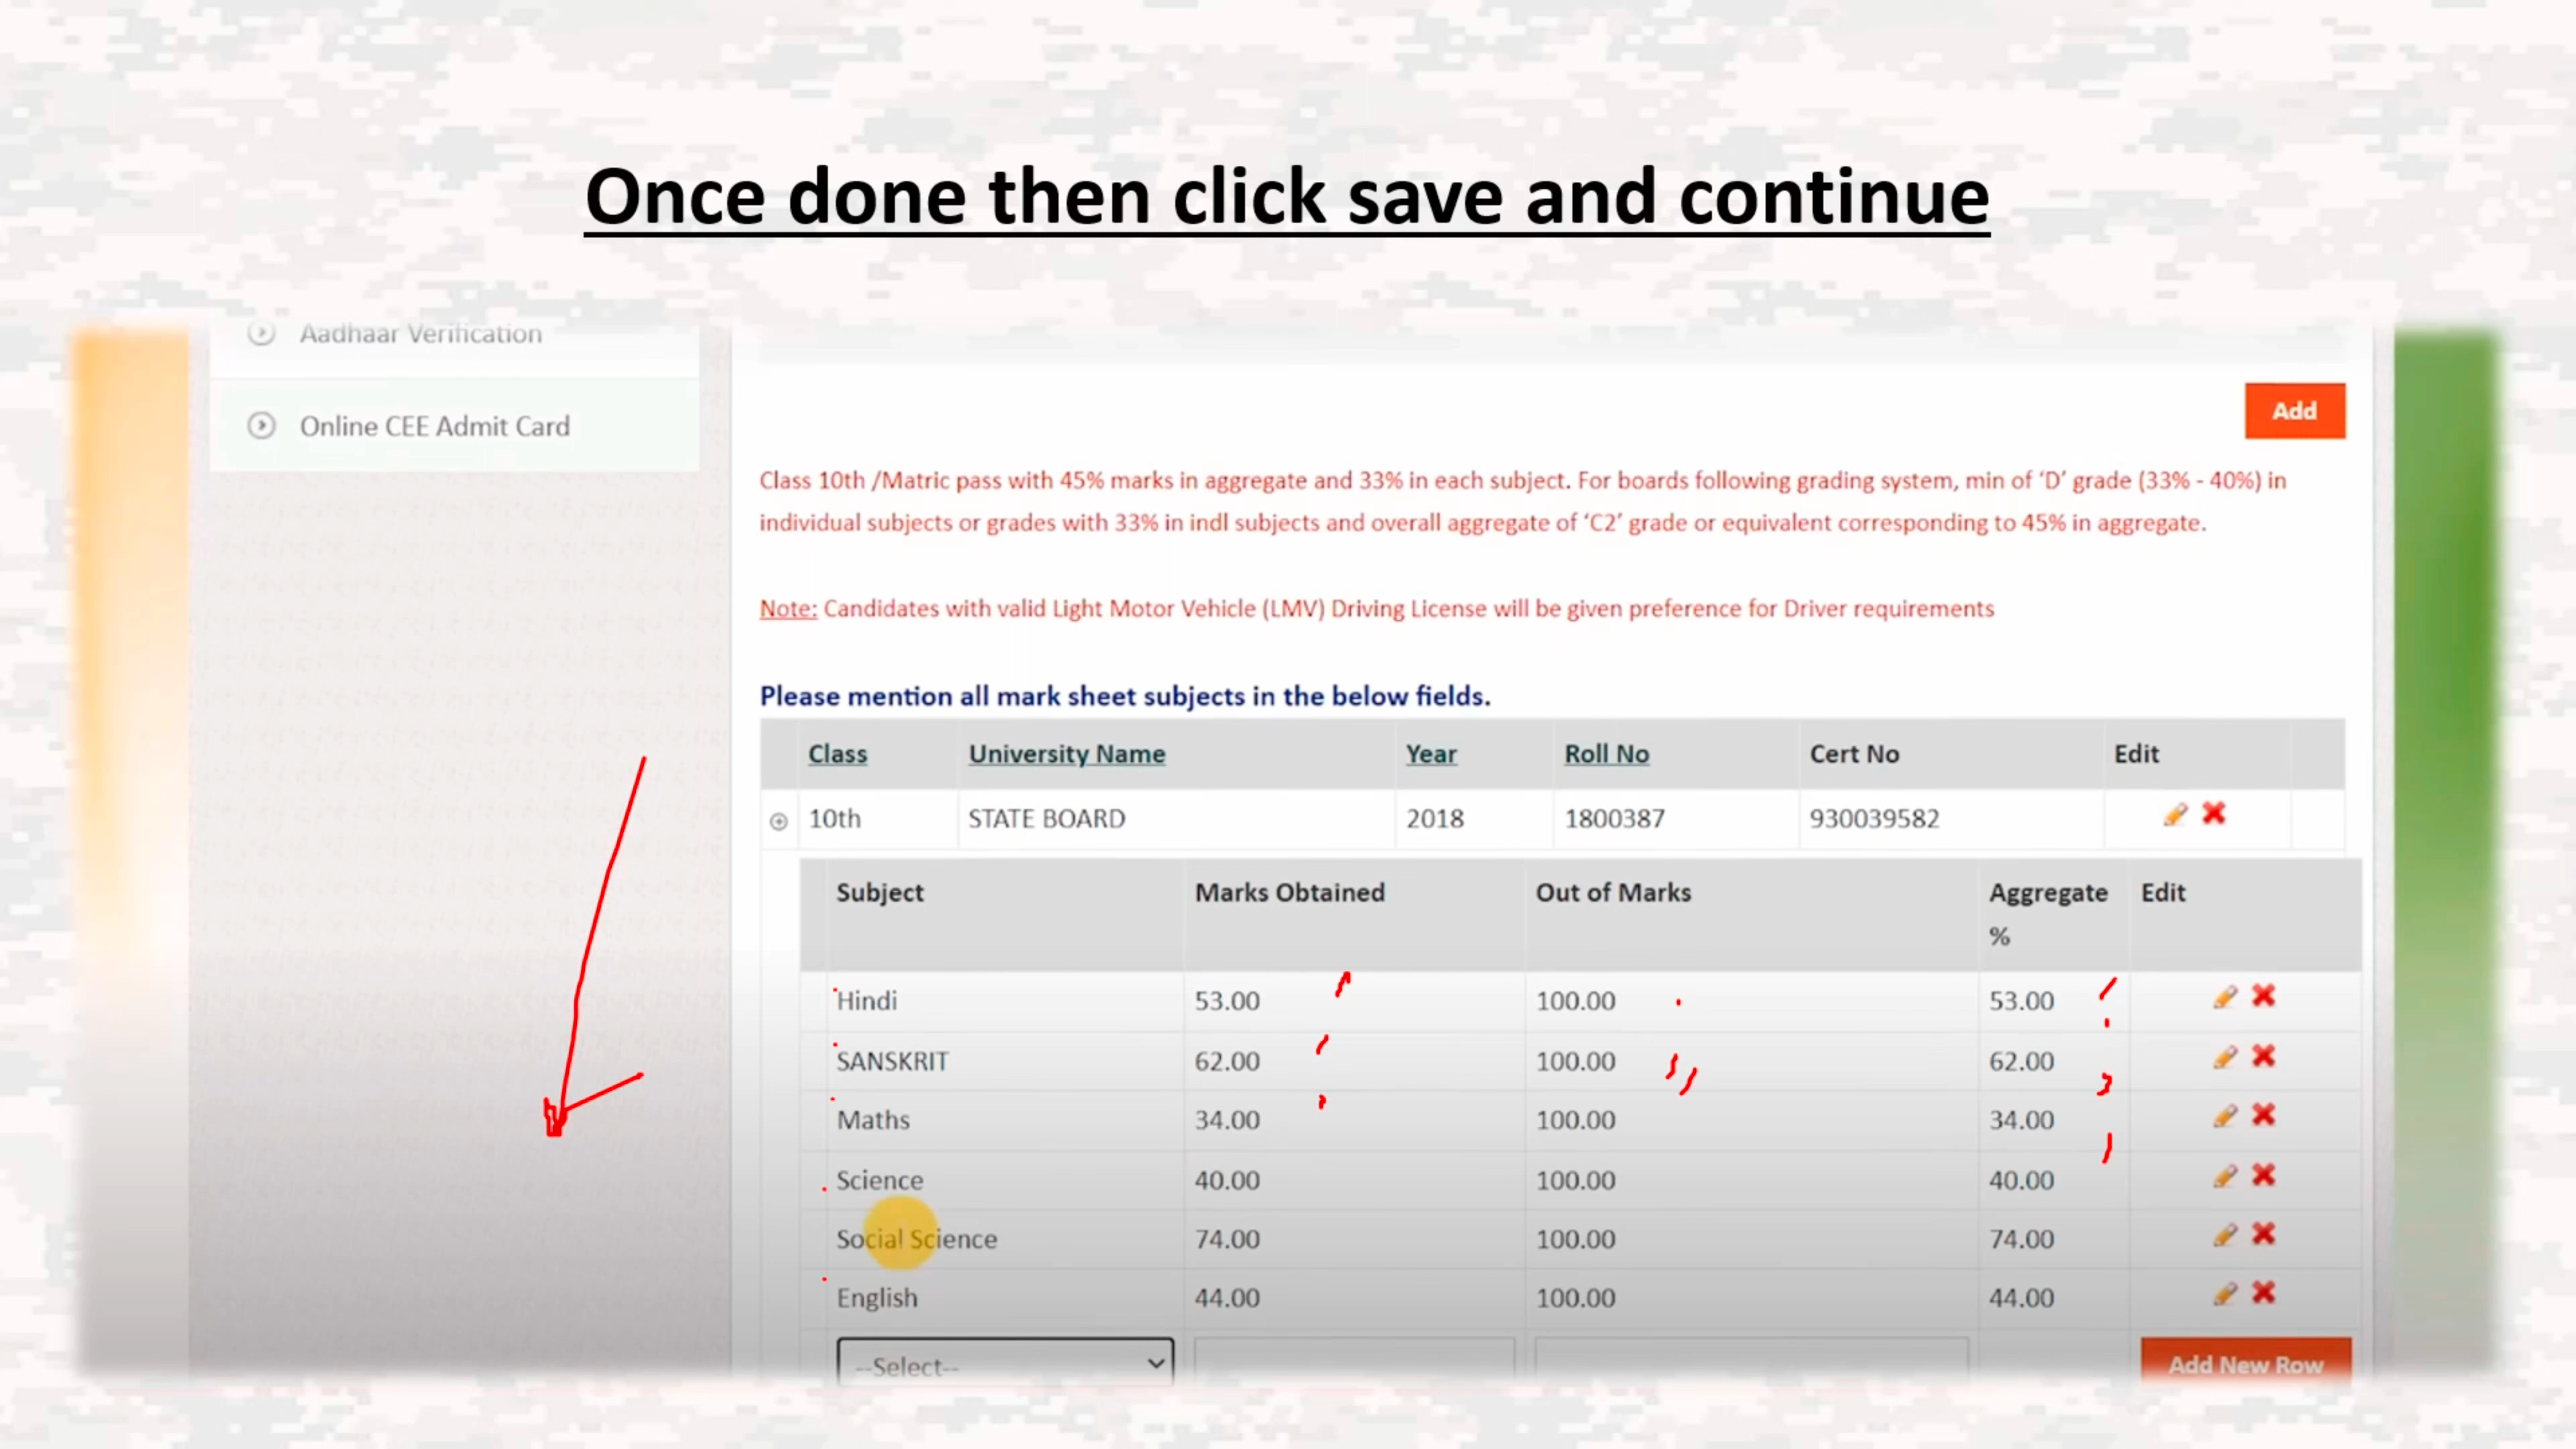 Once done then click save and continue
Aadhaar Verification
Online CEE Admit Card
Add
Class 10th /Matric pass with 45% marks in aggregate and 33% in each subject. For boards following grading system, min of ‘D’ grade (33% - 40%) in
individual subjects or grades with 33% in indl subjects and overall aggregate of ‘C2’ grade or equivalent corresponding to 45% in aggregate.
Note: Candidates with valid Light Motor Vehicle (LMV) Driving License will be given preference for Driver requirements
Please mention all mark sheet subjects in the below fields.
Class University Name Year Roll No Cert No Edit
10th STATE BOARD 2018 1800387 930039582
Subject Marks Obtained Out of Marks Aggregate % Edit
Hindi 53.00 100.00 53.00
SANSKRIT 62.00 100.00 62.00
Maths 34.00 100.00 34.00
Science 40.00 100.00 40.00
Social Science 74.00 100.00 74.00
English 44.00 100.00 44.00
--Select-- Add New Row